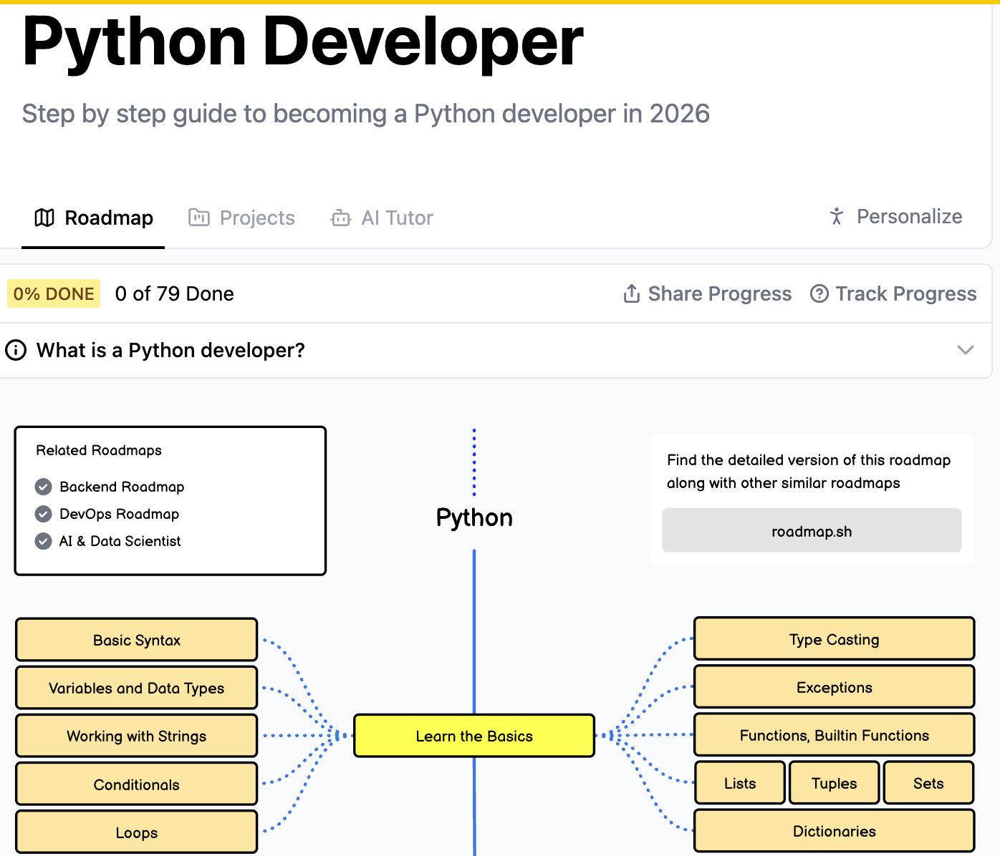 Python Developer
Step by step guide to becoming a Python developer in 2026
Roadmap
Projects
AI Tutor
Personalize
0% DONE
0 of 79 Done
Share Progress
Track Progress
What is a Python developer?
Related Roadmaps
Backend Roadmap
DevOps Roadmap
AI & Data Scientist
Python
Find the detailed version of this roadmap
along with other similar roadmaps
roadmap.sh
Basic Syntax
Variables and Data Types
Working with Strings
Conditionals
Loops
Learn the Basics
Type Casting
Exceptions
Functions, Builtin Functions
Lists
Tuples
Sets
Dictionaries